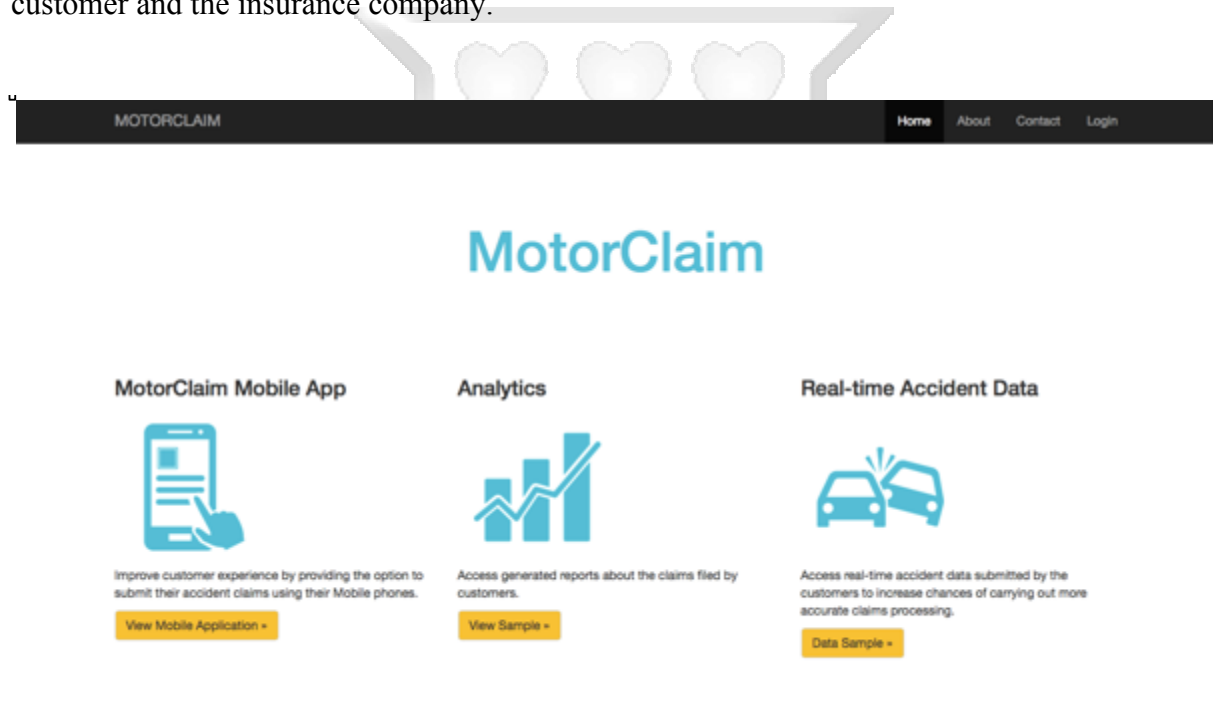 customer and the insurance company.
MOTORCLAIM
Home About Contact Login
MotorClaim
MotorClaim Mobile App
Improve customer experience by providing the option to
submit their accident claims using their Mobile phones.
View Mobile Application »
Analytics
Access generated reports about the claims filed by
customers.
View Sample »
Real-time Accident Data
Access real-time accident data submitted by the
customers to increase chances of carrying out more
accurate claims processing.
Data Sample »